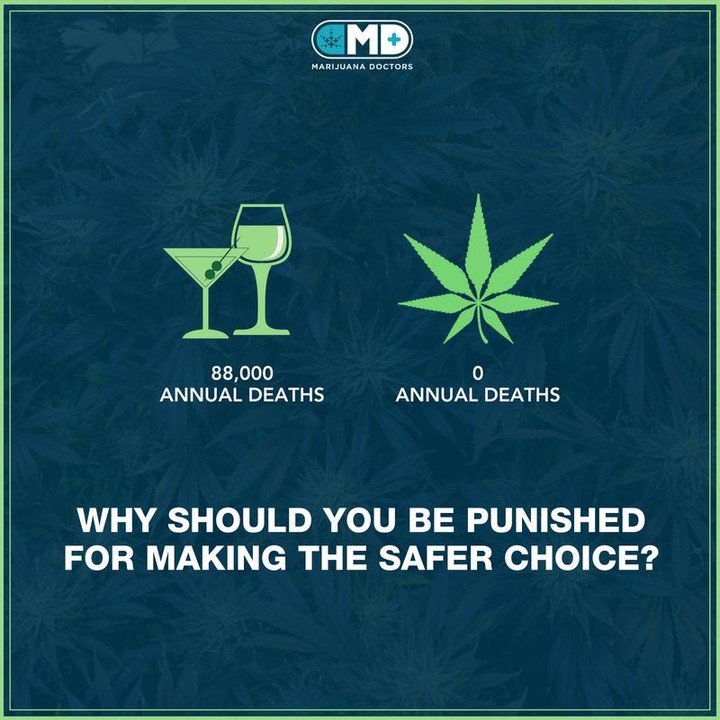 MD
MARIJUANA DOCTORS
88,000
ANNUAL DEATHS
0
ANNUAL DEATHS
WHY SHOULD YOU BE PUNISHED
FOR MAKING THE SAFER CHOICE?